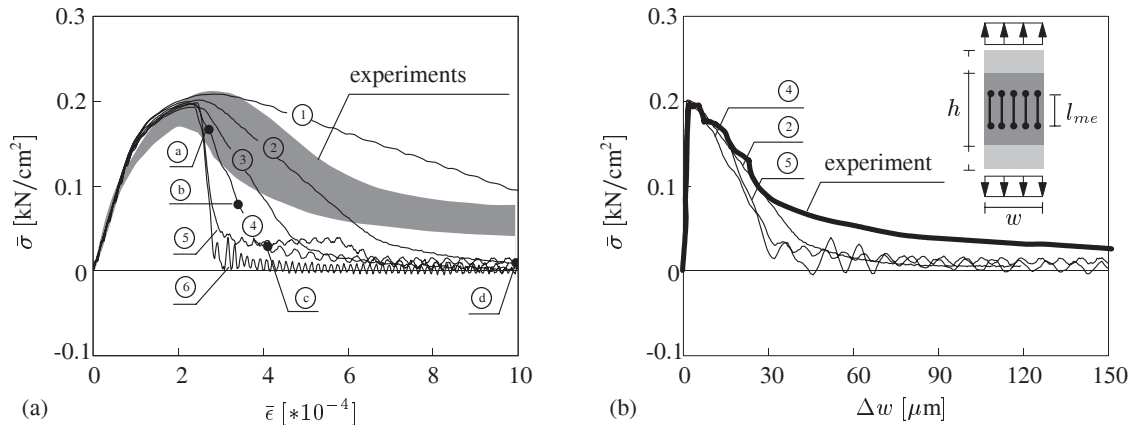 0.3
0.2
0.1
0
-0.1
σ̄ [kN/cm²]
experiments
1
2
3
4
5
6
a
b
c
d
0 2 4 6 8 10
(a)
ε̄ [*10⁻⁴]
0.3
0.2
0.1
0
-0.1
σ̄ [kN/cm²]
4
2
5
experiment
h
l_me
w
0 30 60 90 120 150
(b)
Δw [μm]